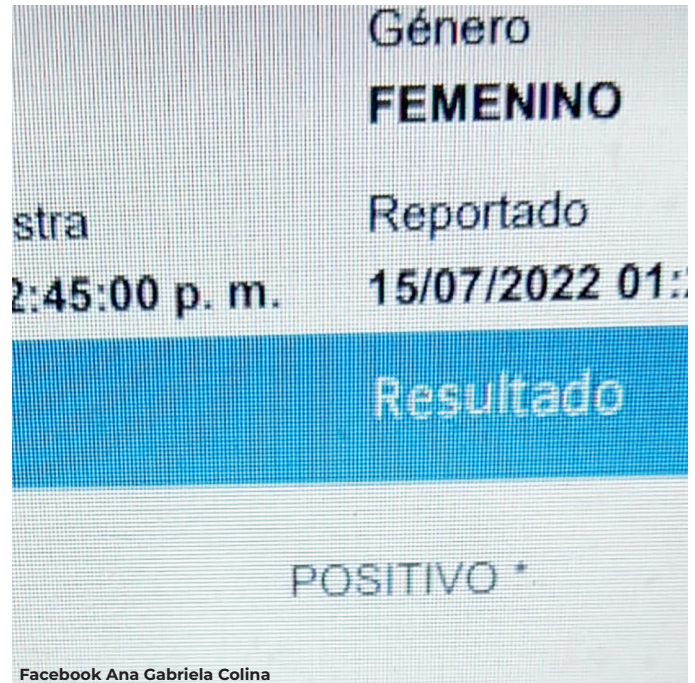 Género
FEMENINO
stra Reportado
2:45:00 p. m. 15/07/2022 01:
Resultado
POSITIVO *
Facebook Ana Gabriela Colina